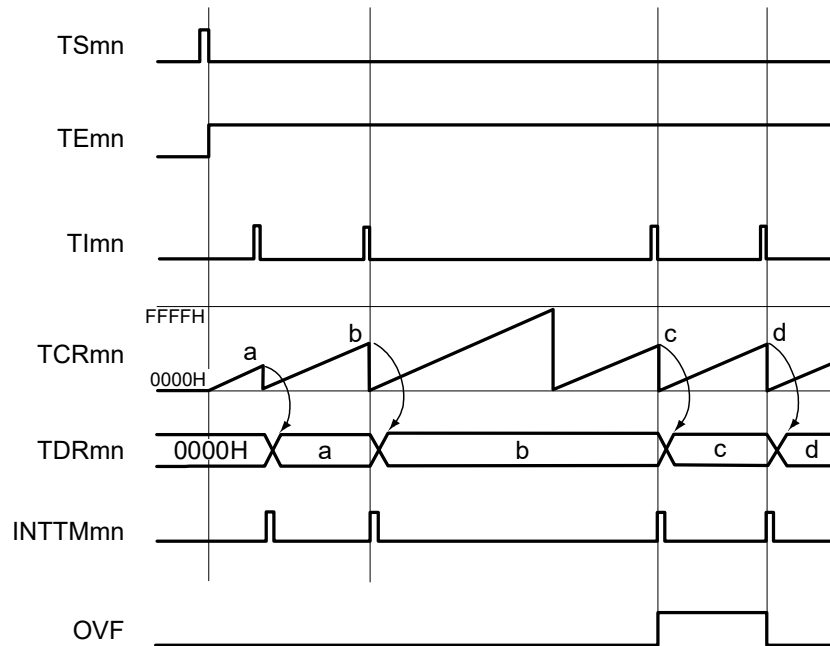 TSmn
TEmn
TImn
FFFFH
TCRmn
0000H
a
b
c
d
TDRmn
0000H
a
b
c
d
INTTMmn
OVF